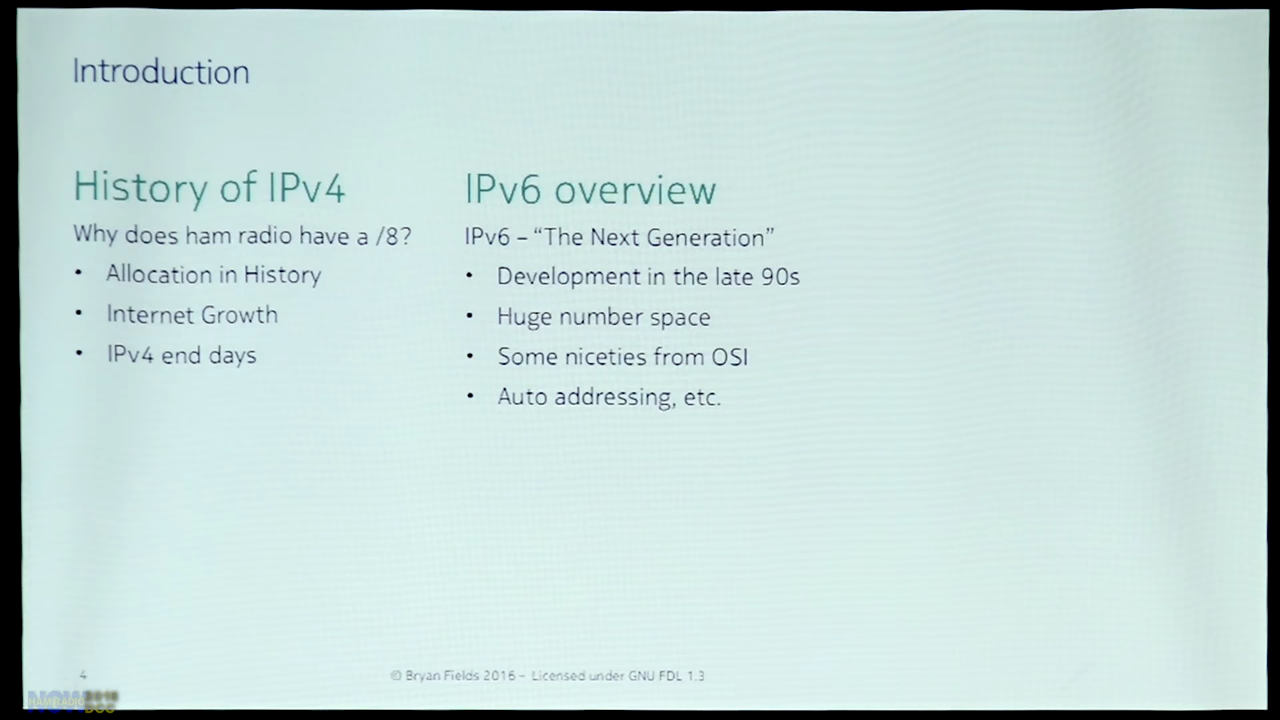 Introduction
History of IPv4
Why does ham radio have a /8?
• Allocation in History
• Internet Growth
• IPv4 end days
IPv6 overview
IPv6 – “The Next Generation”
• Development in the late 90s
• Huge number space
• Some niceties from OSI
• Auto addressing, etc.
4
© Bryan Fields 2016 – Licensed under GNU FDL 1.3